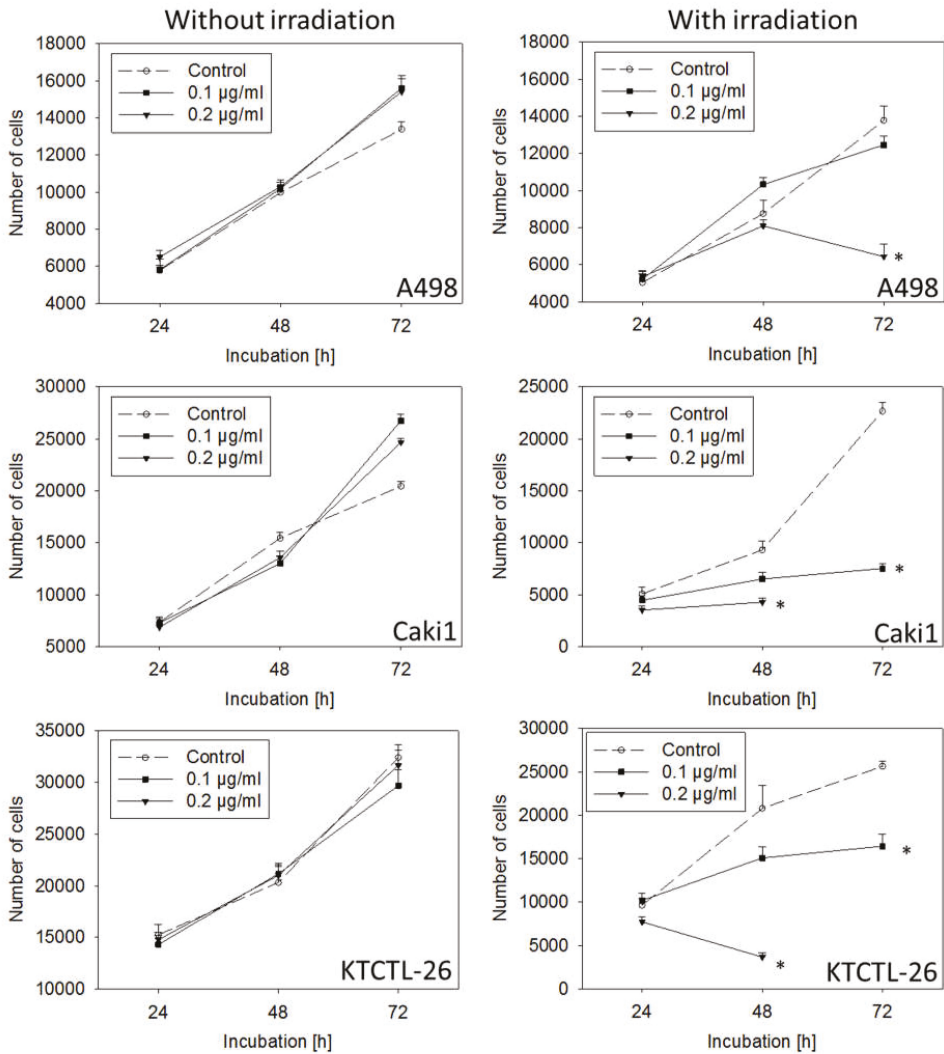 Without irradiation
With irradiation
18000
16000
14000
12000
10000
8000
6000
4000
Number of cells
Control
0.1 µg/ml
0.2 µg/ml
A498
24
48
72
Incubation [h]
18000
16000
14000
12000
10000
8000
6000
4000
Number of cells
Control
0.1 µg/ml
0.2 µg/ml
*
A498
24
48
72
Incubation [h]
30000
25000
20000
15000
10000
5000
Number of cells
Control
0.1 µg/ml
0.2 µg/ml
Caki1
24
48
72
Incubation [h]
25000
20000
15000
10000
5000
0
Number of cells
Control
0.1 µg/ml
0.2 µg/ml
*
*
Caki1
24
48
72
Incubation [h]
35000
30000
25000
20000
15000
10000
Number of cells
Control
0.1 µg/ml
0.2 µg/ml
KTCTL-26
24
48
72
Incubation [h]
30000
25000
20000
15000
10000
5000
0
Number of cells
Control
0.1 µg/ml
0.2 µg/ml
*
*
KTCTL-26
24
48
72
Incubation [h]